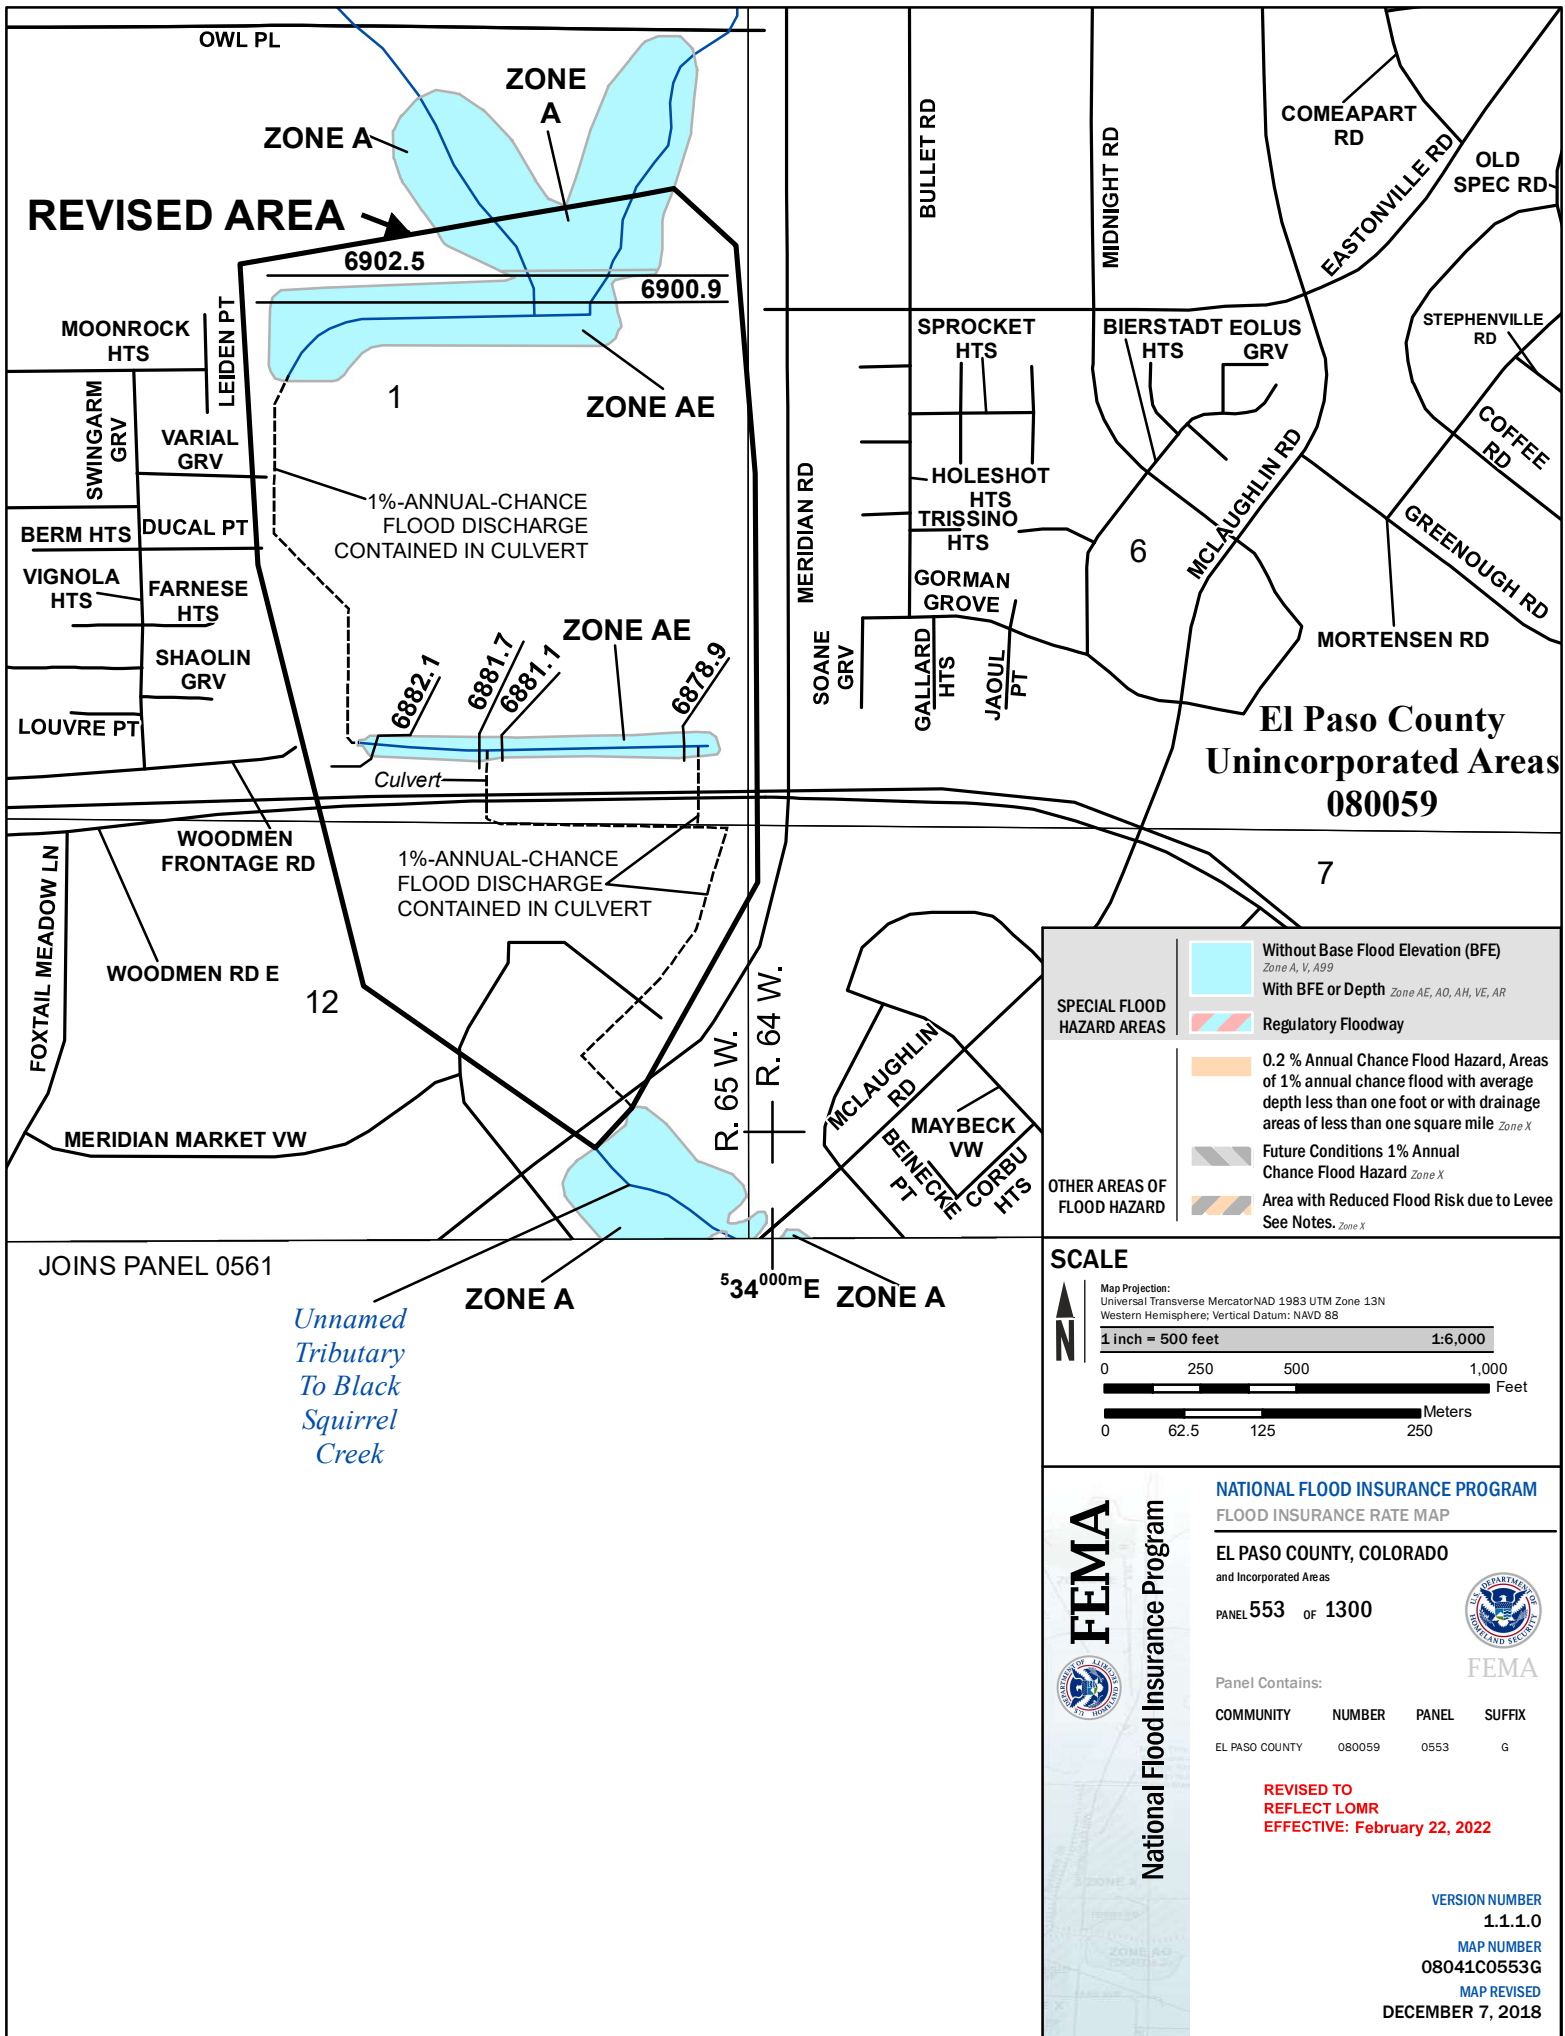 OWL PL
ZONE
A
ZONE A
REVISED AREA
6902.5
6900.9
MOONROCK
HTS
LEIDEN PT
1
ZONE AE
SWINGARM
GRV
VARIAL
GRV
1%-ANNUAL-CHANCE
FLOOD DISCHARGE
CONTAINED IN CULVERT
BERM HTS
DUCAL PT
VIGNOLA
HTS
FARNESE
HTS
ZONE AE
SHAOLIN
GRV
6882.1
6881.7
6881.1
6878.9
LOUVRE PT
Culvert
WOODMEN
FRONTAGE RD
1%-ANNUAL-CHANCE
FLOOD DISCHARGE
CONTAINED IN CULVERT
FOXTAIL MEADOW LN
WOODMEN RD E
12
MERIDIAN MARKET VW
R. 65 W.
R. 64 W.
BULLET RD
MIDNIGHT RD
COMEAPART
RD
EASTONVILLE RD
OLD
SPEC RD
SPROCKET
HTS
BIERSTADT
HTS
EOLUS
GRV
STEPHENVILLE
RD
COFFEE
RD
MERIDIAN RD
HOLESHOT
HTS
TRISSINO
HTS
MCLAUGHLIN RD
GREENOUGH RD
6
GORMAN
GROVE
SOANE
GRV
GALLARD
HTS
JAOUL
PT
MORTENSEN RD
El Paso County
Unincorporated Areas
080059
7
MCLAUGHLIN
RD
MAYBECK
VW
BEINECKE
PT
CORBU
HTS
JOINS PANEL 0561
Unnamed
Tributary
To Black
Squirrel
Creek
ZONE A
534000m E
ZONE A
SPECIAL FLOOD
HAZARD AREAS
Without Base Flood Elevation (BFE)
Zone A, V, A99
With BFE or Depth Zone AE, AO, AH, VE, AR
Regulatory Floodway
OTHER AREAS OF
FLOOD HAZARD
0.2 % Annual Chance Flood Hazard, Areas
of 1% annual chance flood with average
depth less than one foot or with drainage
areas of less than one square mile Zone X
Future Conditions 1% Annual
Chance Flood Hazard Zone X
Area with Reduced Flood Risk due to Levee
See Notes. Zone X
SCALE
N
Map Projection:
Universal Transverse MercatorNAD 1983 UTM Zone 13N
Western Hemisphere; Vertical Datum: NAVD 88
1 inch = 500 feet 1:6,000
0 250 500 1,000
Feet
Meters
0 62.5 125 250
FEMA
National Flood Insurance Program
NATIONAL FLOOD INSURANCE PROGRAM
FLOOD INSURANCE RATE MAP
EL PASO COUNTY, COLORADO
and Incorporated Areas
PANEL 553 OF 1300
U.S. DEPARTMENT OF HOMELAND SECURITY
FEMA
Panel Contains:
COMMUNITY NUMBER PANEL SUFFIX
EL PASO COUNTY 080059 0553 G
REVISED TO
REFLECT LOMR
EFFECTIVE: February 22, 2022
VERSION NUMBER
1.1.1.0
MAP NUMBER
08041C0553G
MAP REVISED
DECEMBER 7, 2018